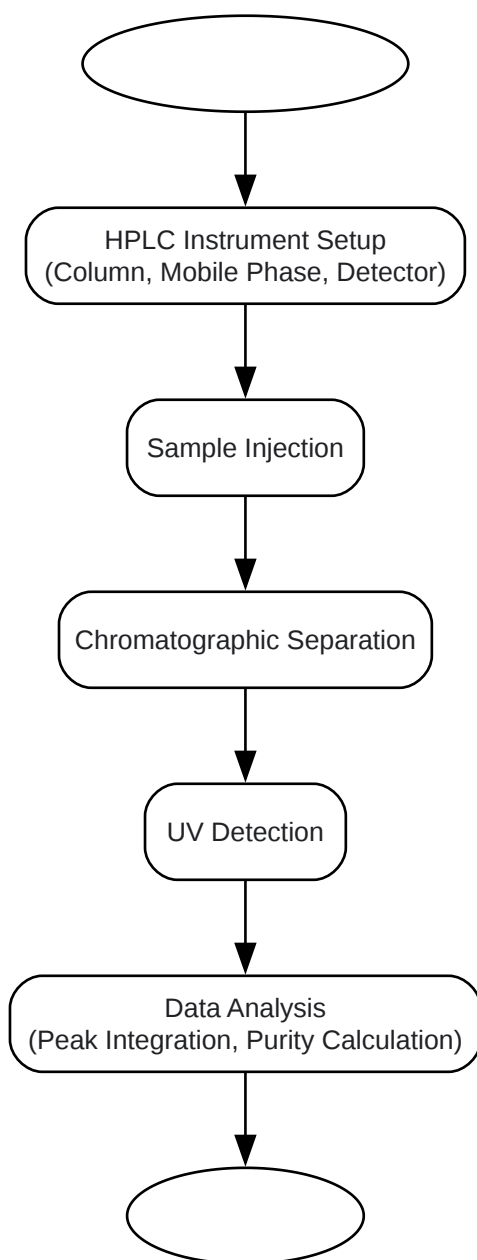 HPLC Instrument Setup
(Column, Mobile Phase, Detector)
Sample Injection
Chromatographic Separation
UV Detection
Data Analysis
(Peak Integration, Purity Calculation)